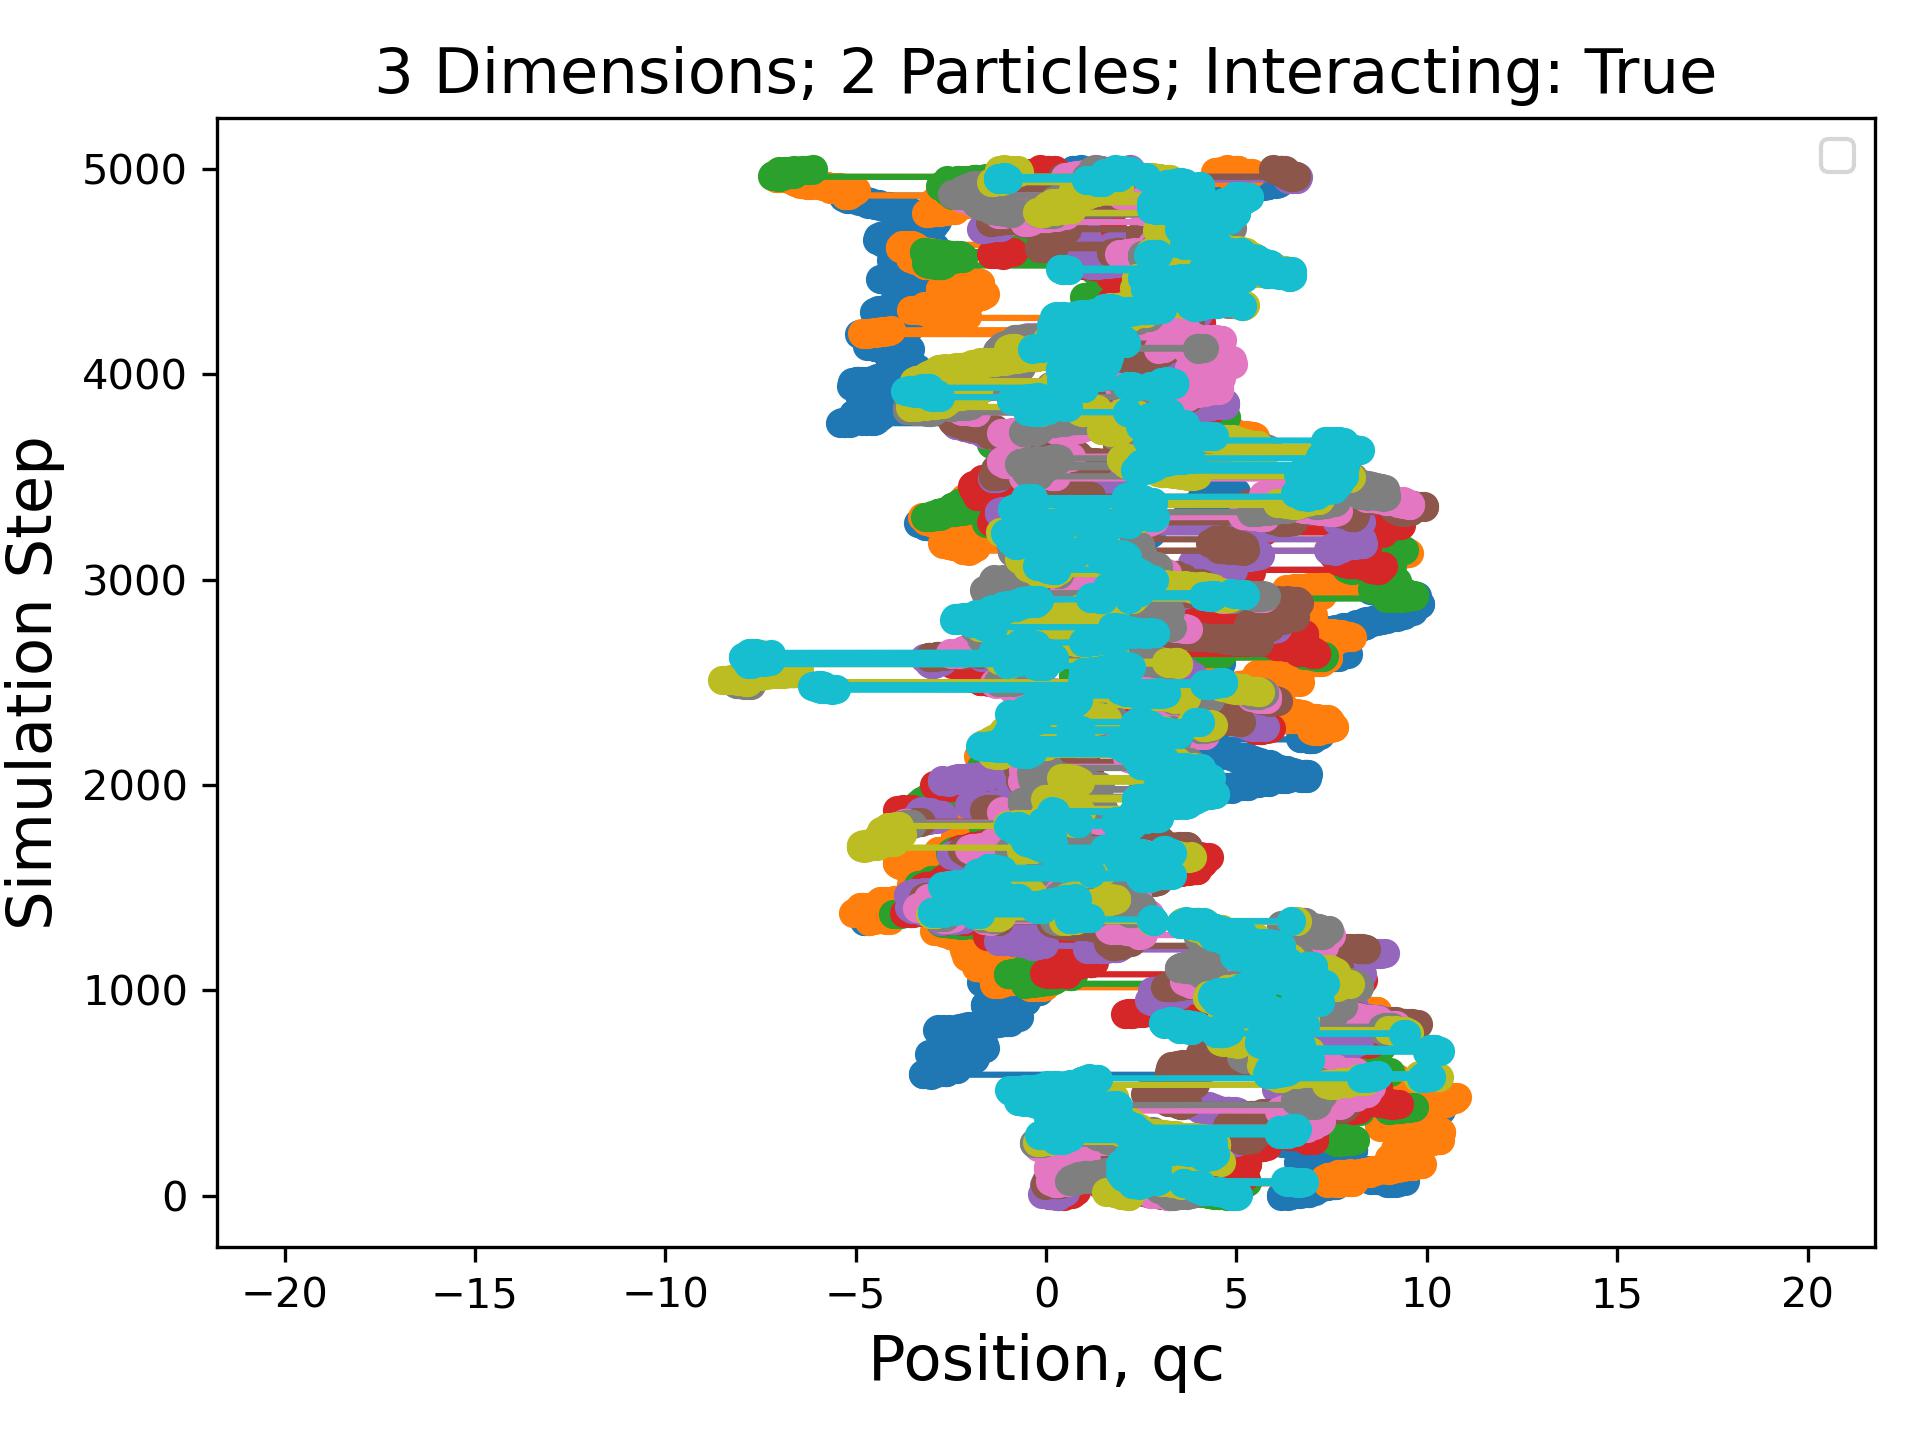 3 Dimensions; 2 Particles; Interacting: True
Simulation Step
5000
4000
3000
2000
1000
0
−20 −15 −10 −5 0 5 10 15 20
Position, qc